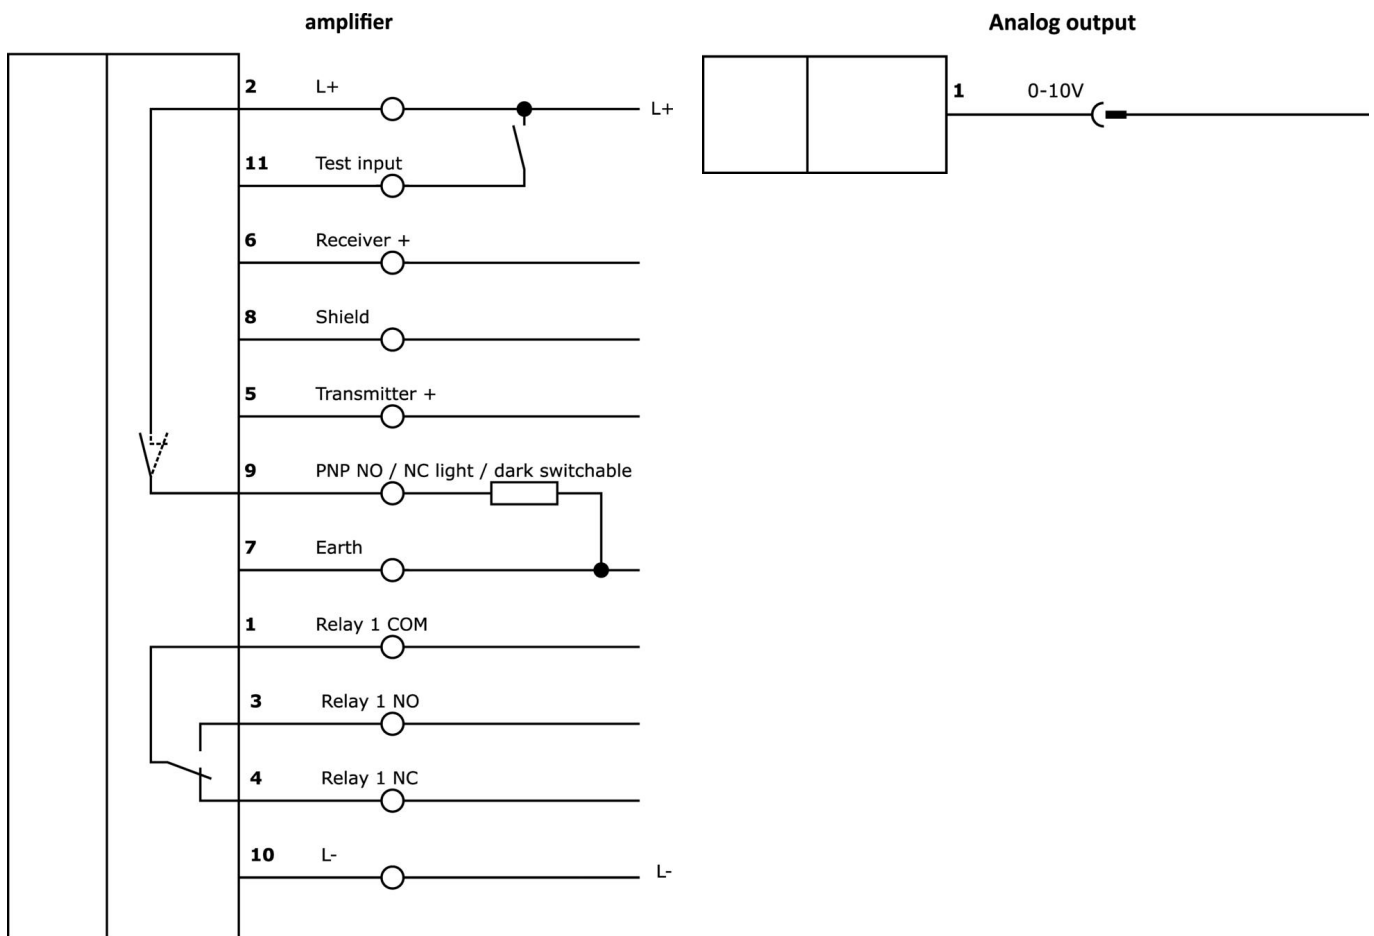 amplifier
2 L+
L+
11 Test input
6 Receiver +
8 Shield
5 Transmitter +
9 PNP NO / NC light / dark switchable
7 Earth
1 Relay 1 COM
3 Relay 1 NO
4 Relay 1 NC
10 L-
L-
Analog output
1 0-10V